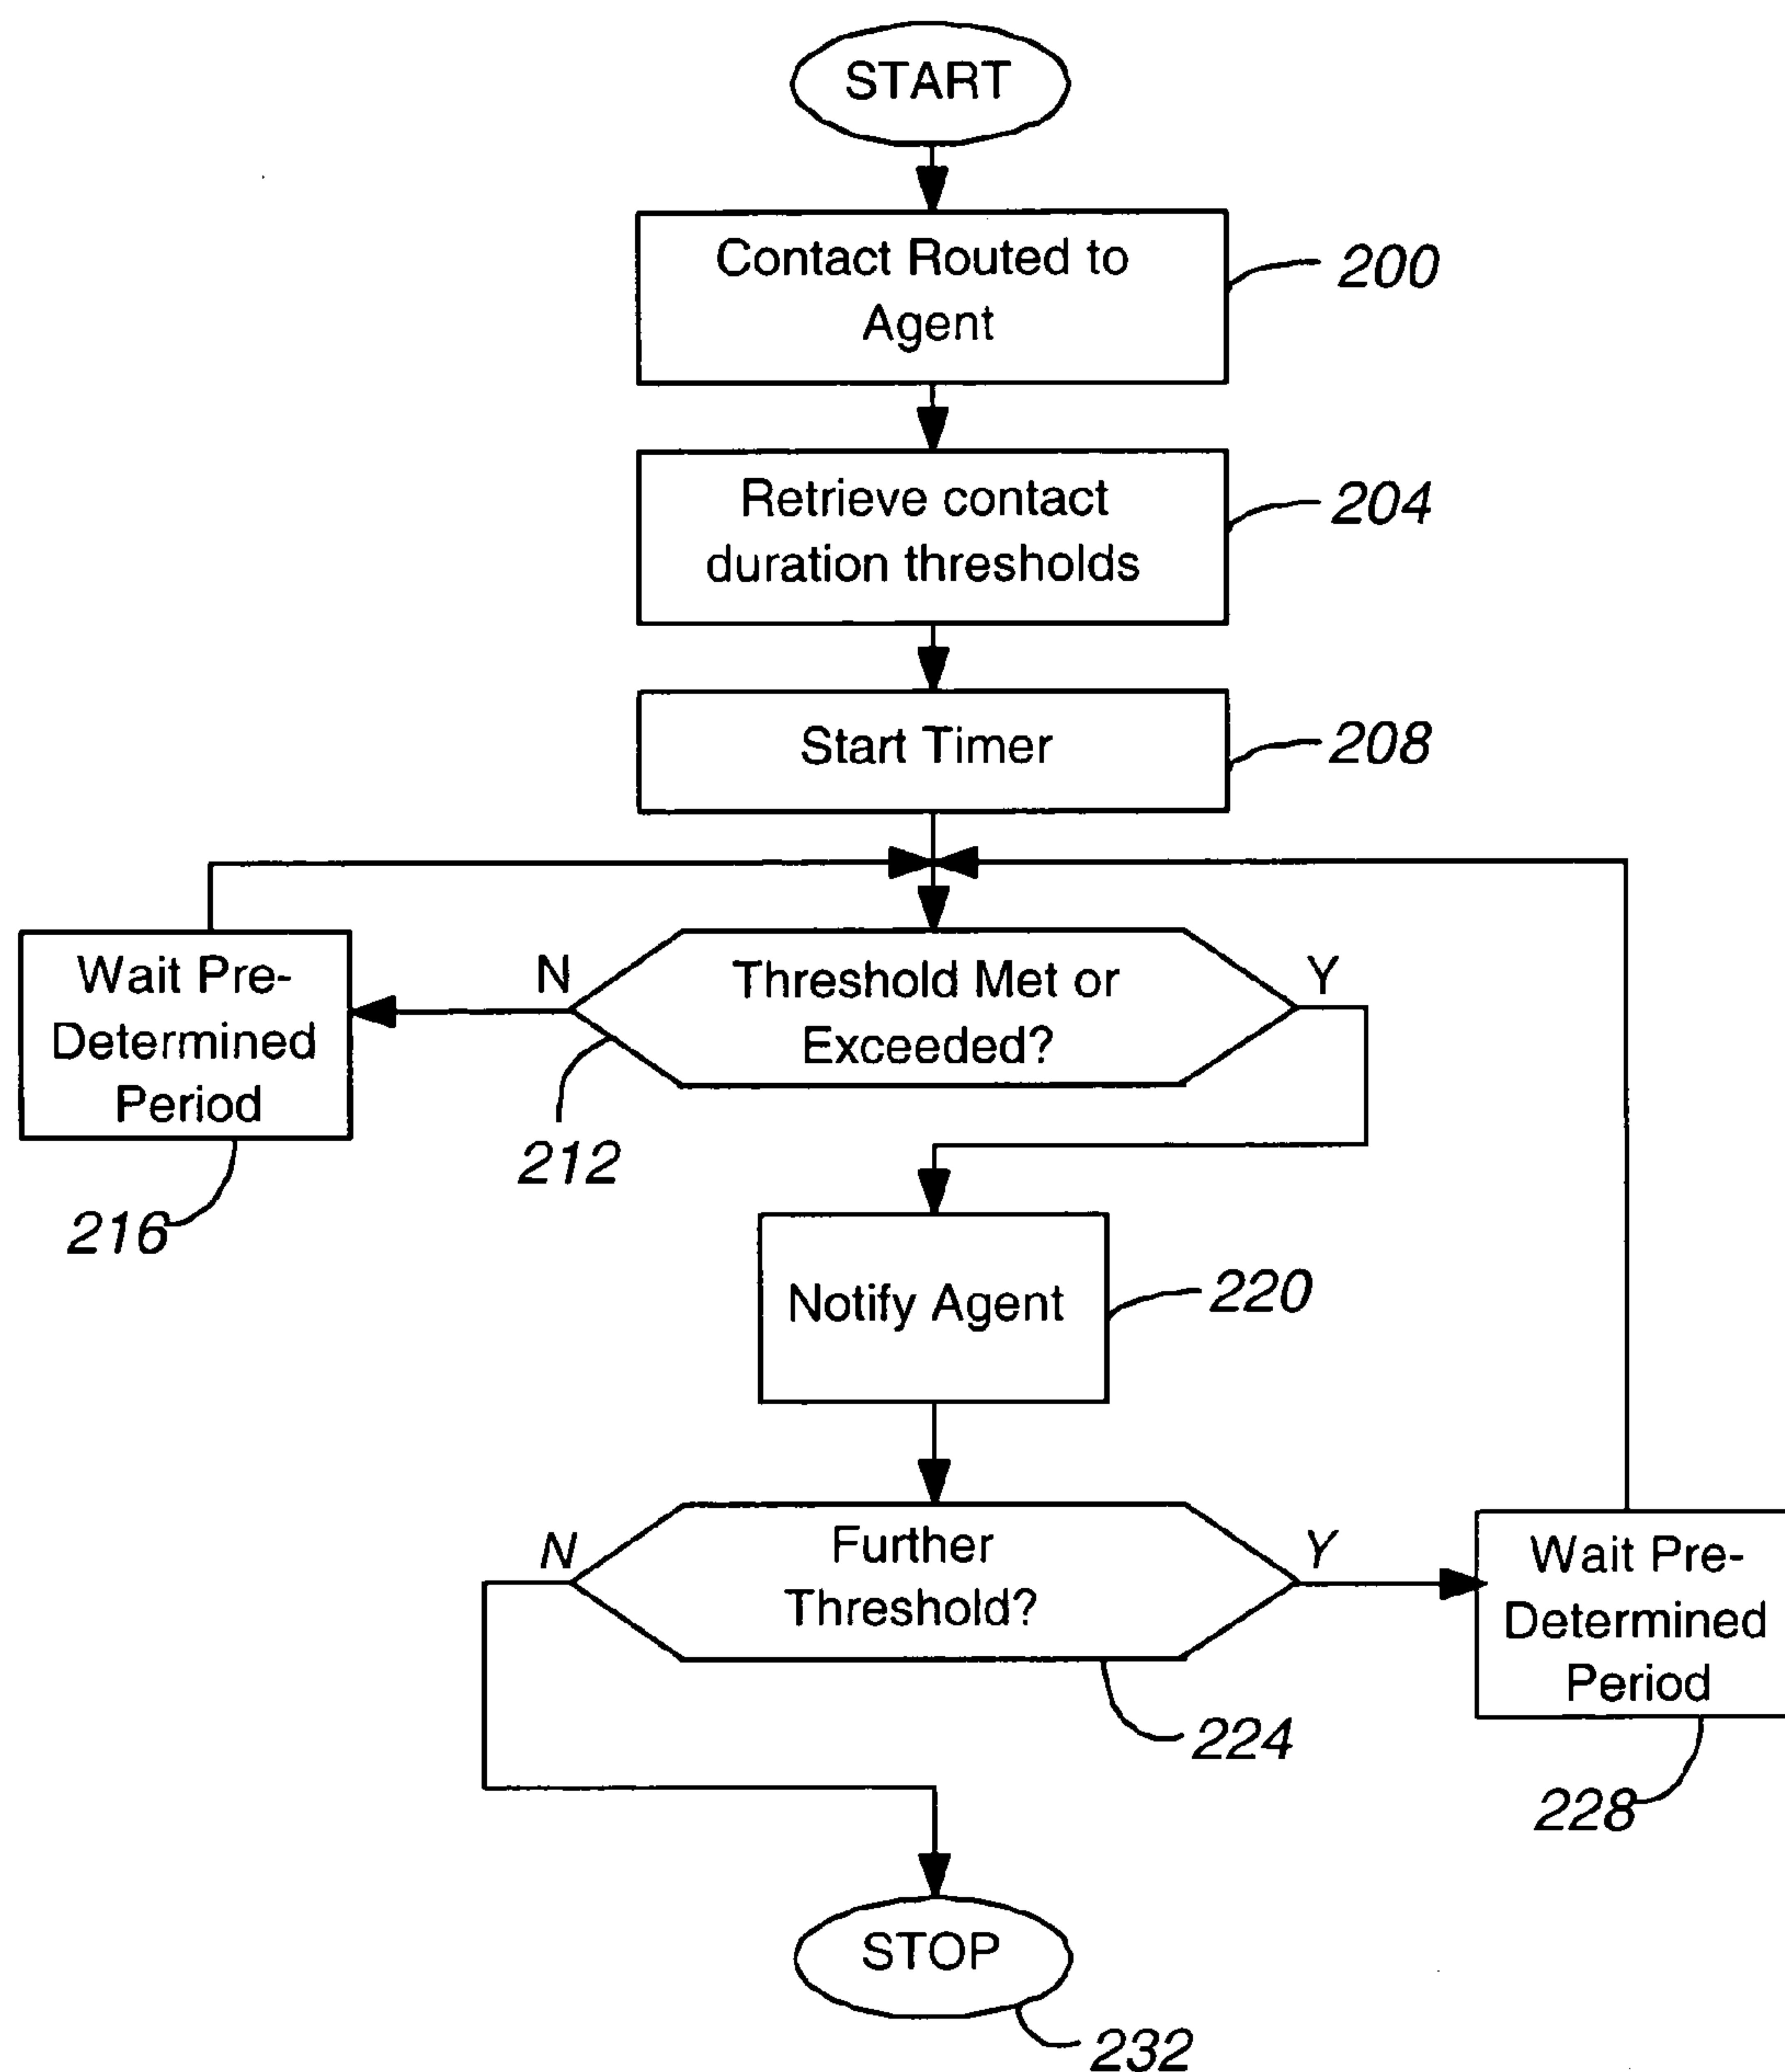 START
Contact Routed to
Agent
200
Retrieve contact
duration thresholds
204
Start Timer
208
Wait Pre-
Determined
Period
216
N
Threshold Met or
Exceeded?
Y
212
Notify Agent
220
N
Further
Threshold?
Y
224
Wait Pre-
Determined
Period
228
STOP
232